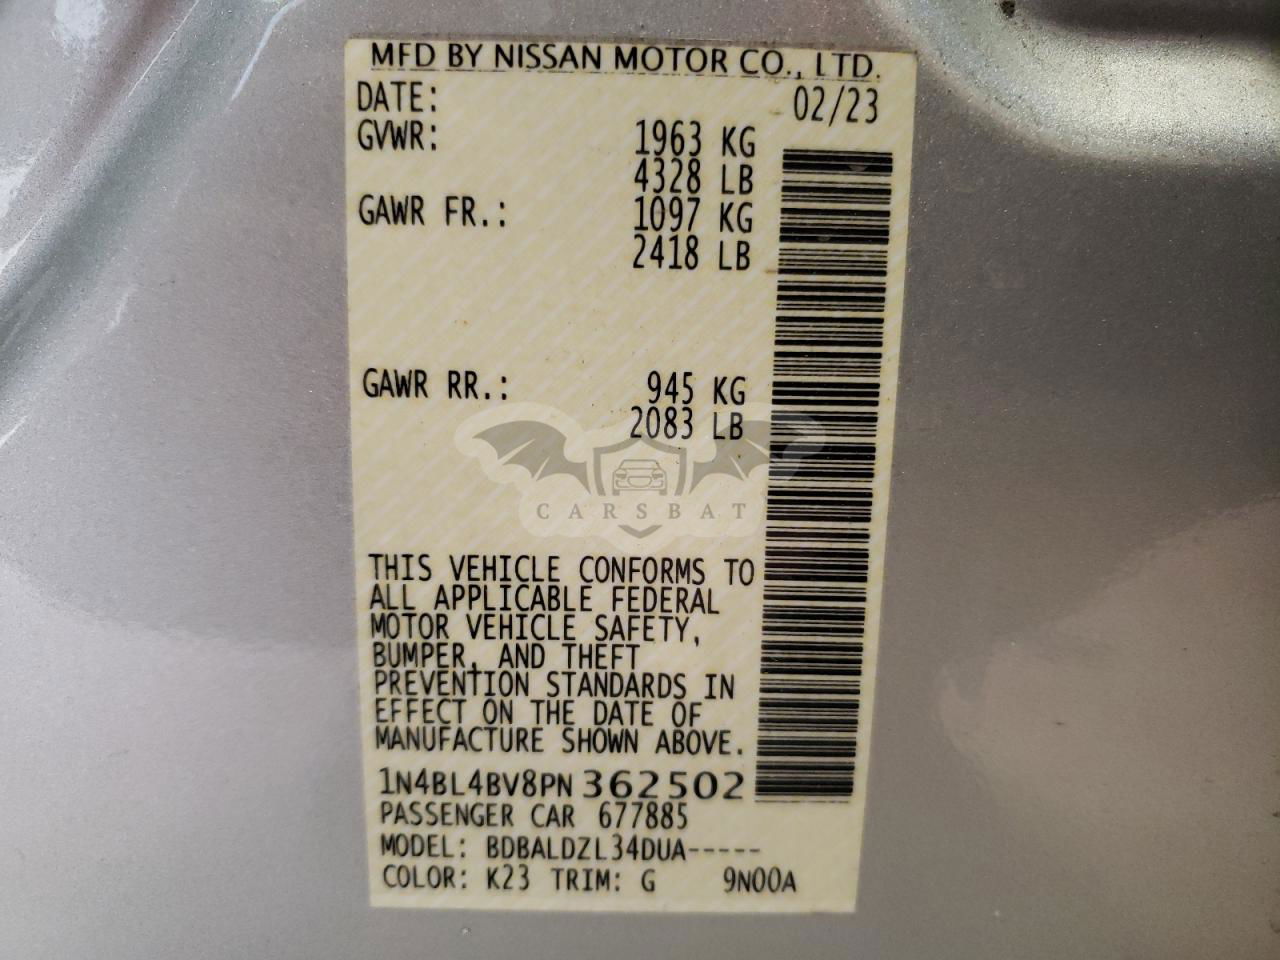 MFD BY NISSAN MOTOR CO., LTD.
DATE: 02/23
GVWR: 1963 KG
4328 LB
GAWR FR.: 1097 KG
2418 LB
GAWR RR.: 945 KG
2083 LB
CARSBAT
THIS VEHICLE CONFORMS TO
ALL APPLICABLE FEDERAL
MOTOR VEHICLE SAFETY,
BUMPER, AND THEFT
PREVENTION STANDARDS IN
EFFECT ON THE DATE OF
MANUFACTURE SHOWN ABOVE.
1N4BL4BV8PN362502
PASSENGER CAR 677885
MODEL: BDBALDZL34DUA-----
COLOR: K23 TRIM: G 9N00A